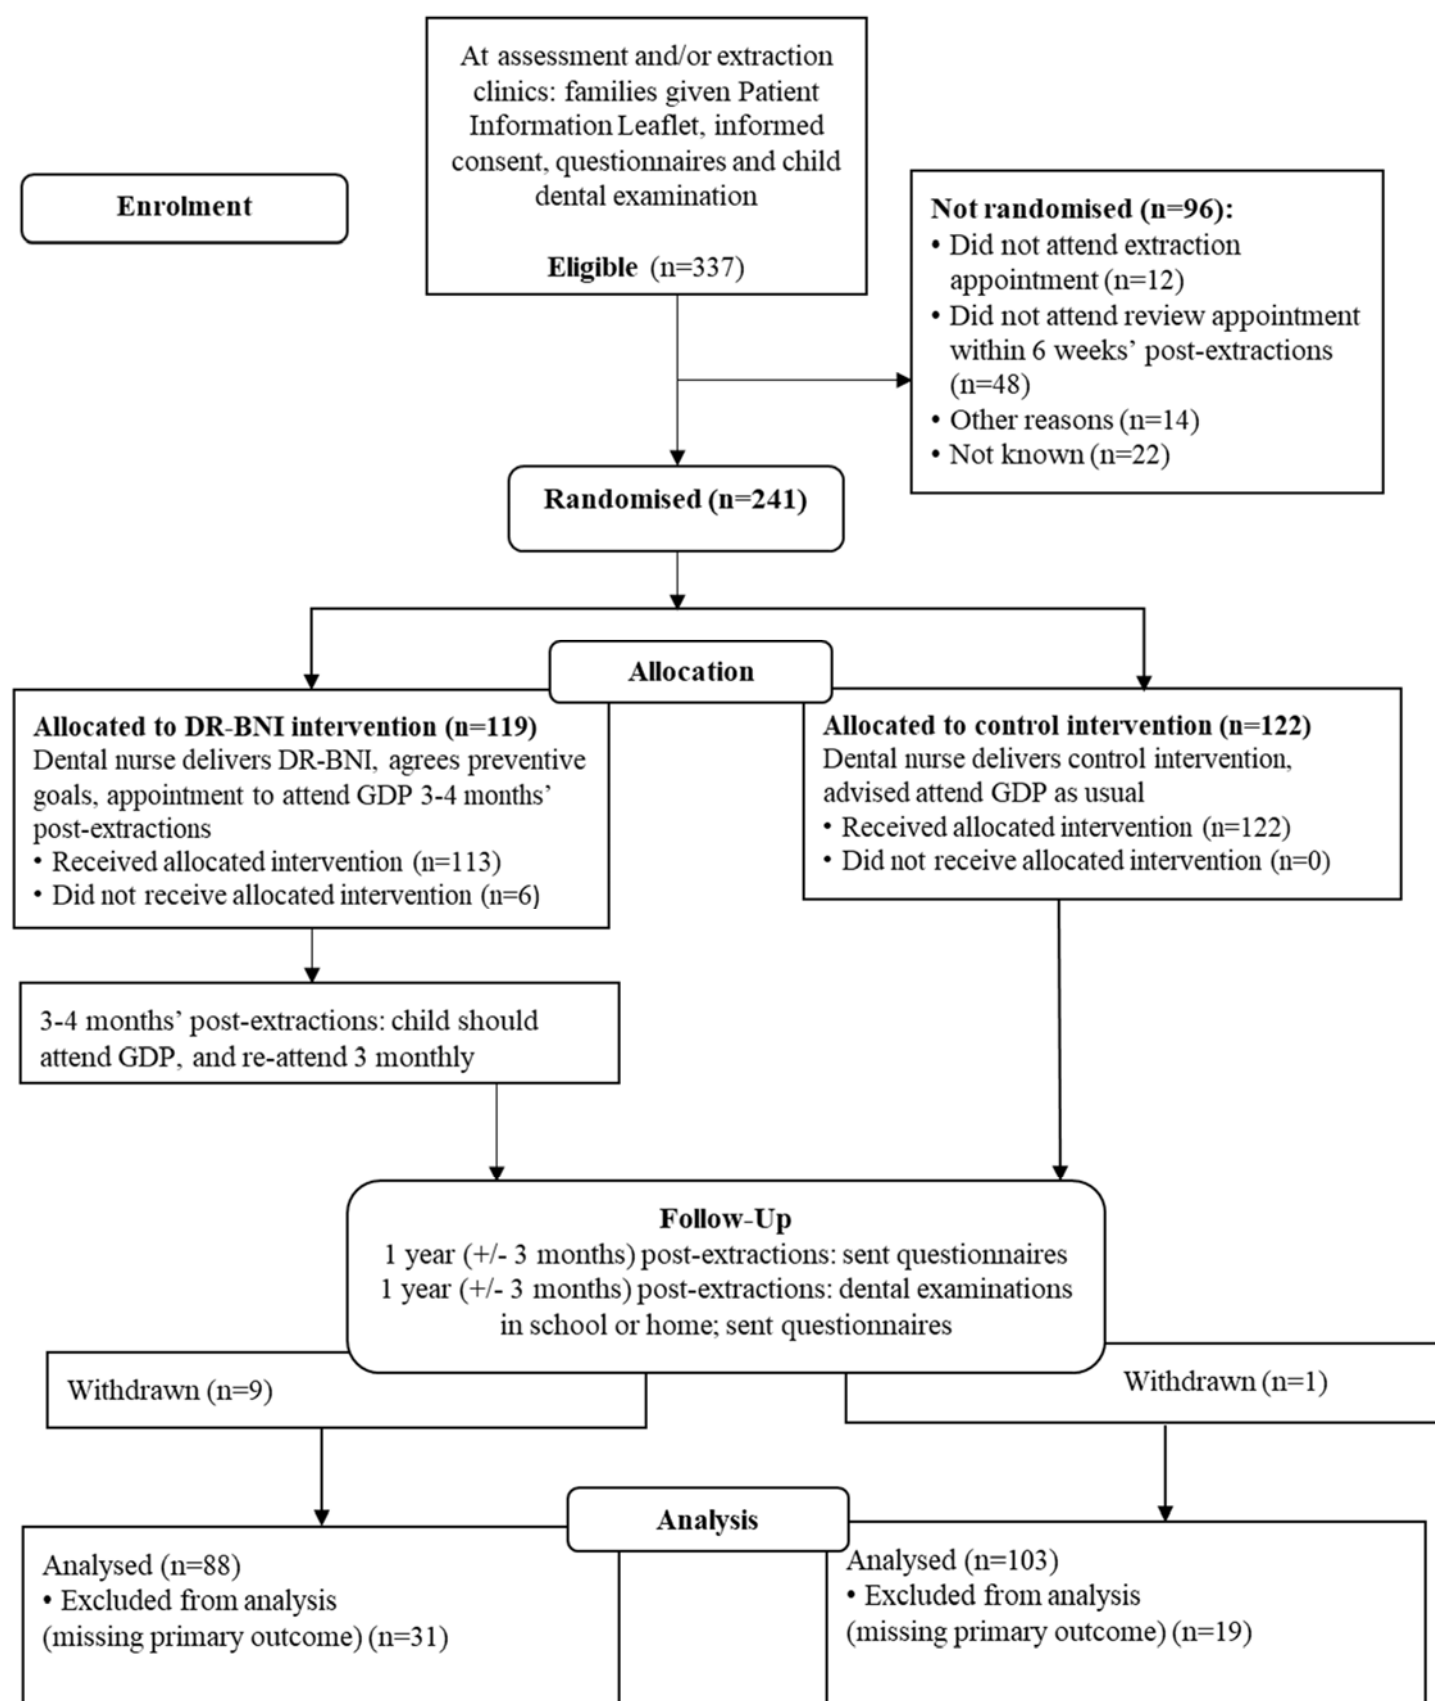 At assessment and/or extraction
clinics: families given Patient
Information Leaflet, informed
consent, questionnaires and child
dental examination
Eligible (n=337)
Enrolment
Not randomised (n=96):
• Did not attend extraction
appointment (n=12)
• Did not attend review appointment
within 6 weeks’ post-extractions
(n=48)
• Other reasons (n=14)
• Not known (n=22)
Randomised (n=241)
Allocation
Allocated to DR-BNI intervention (n=119)
Dental nurse delivers DR-BNI, agrees preventive
goals, appointment to attend GDP 3-4 months’
post-extractions
• Received allocated intervention (n=113)
• Did not receive allocated intervention (n=6)
Allocated to control intervention (n=122)
Dental nurse delivers control intervention,
advised attend GDP as usual
• Received allocated intervention (n=122)
• Did not receive allocated intervention (n=0)
3-4 months’ post-extractions: child should
attend GDP, and re-attend 3 monthly
Follow-Up
1 year (+/- 3 months) post-extractions: sent questionnaires
1 year (+/- 3 months) post-extractions: dental examinations
in school or home; sent questionnaires
Withdrawn (n=9)
Withdrawn (n=1)
Analysis
Analysed (n=88)
• Excluded from analysis
(missing primary outcome) (n=31)
Analysed (n=103)
• Excluded from analysis
(missing primary outcome) (n=19)